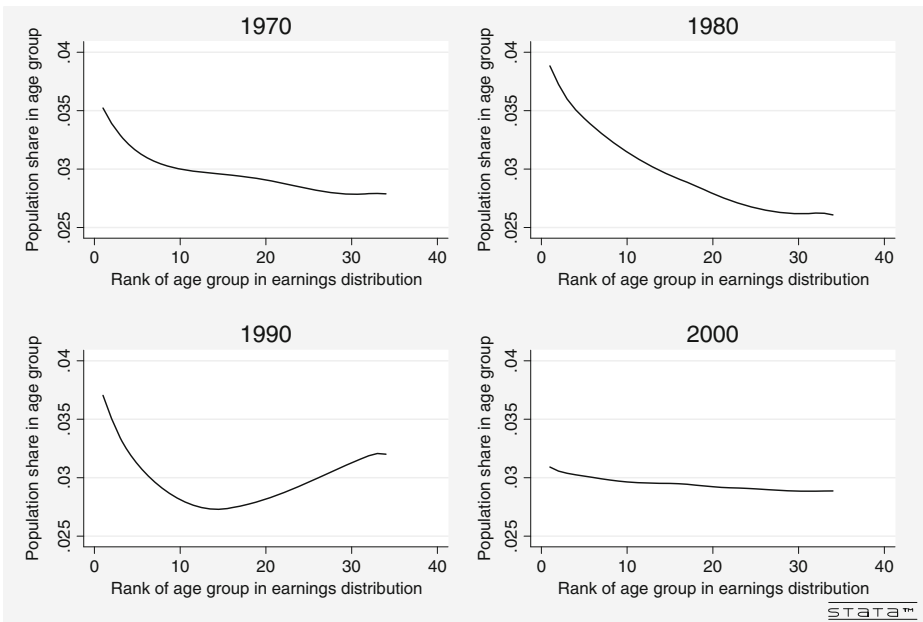 1970
Population share in age group
.04
.035
.03
.025
0 10 20 30 40
Rank of age group in earnings distribution
1980
Population share in age group
.04
.035
.03
.025
0 10 20 30 40
Rank of age group in earnings distribution
1990
Population share in age group
.04
.035
.03
.025
0 10 20 30 40
Rank of age group in earnings distribution
2000
Population share in age group
.04
.035
.03
.025
0 10 20 30 40
Rank of age group in earnings distribution
STATA™